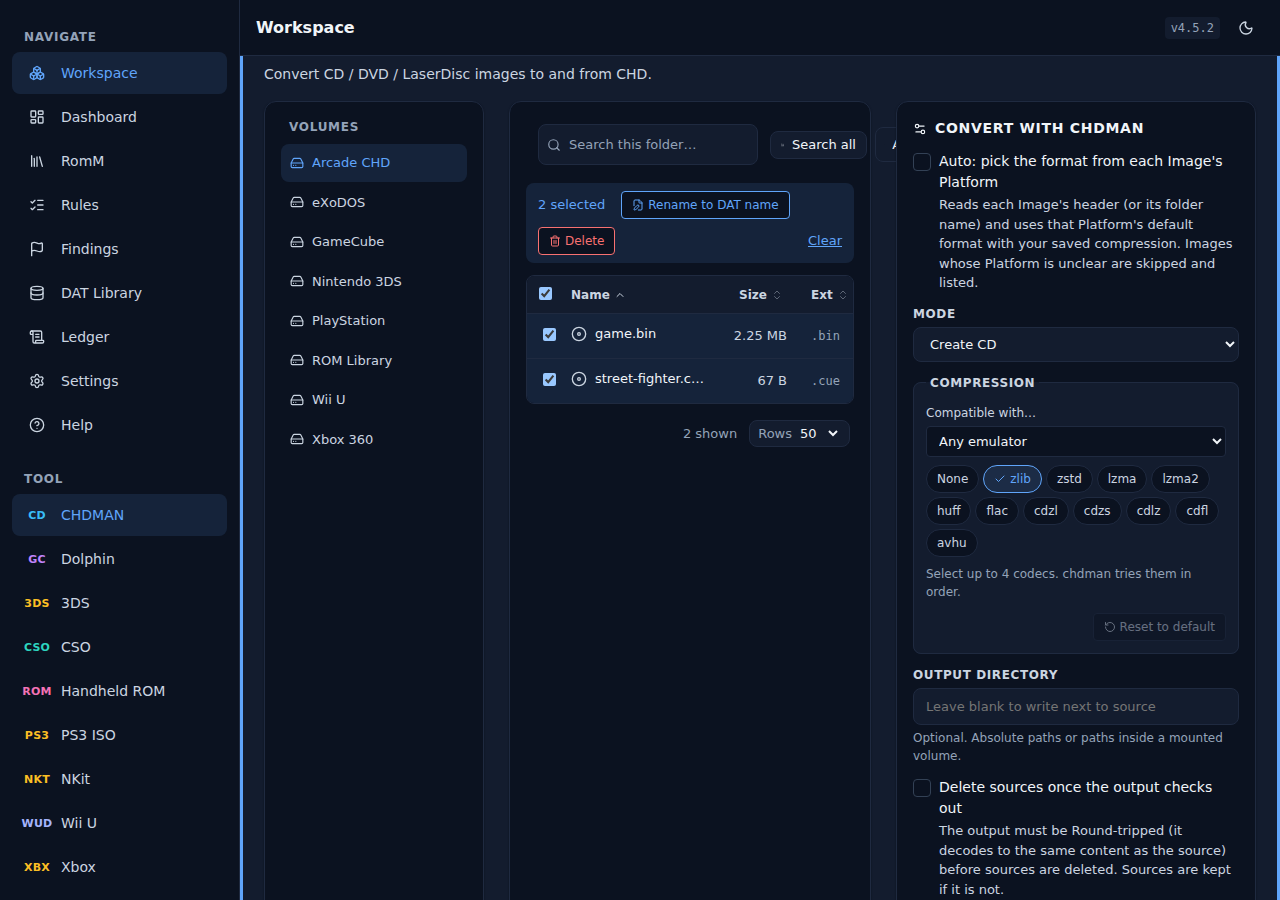 NAVIGATE
Workspace
Dashboard
RomM
Rules
Findings
DAT Library
Ledger
Settings
Help
TOOL
CD CHDMAN
GC Dolphin
3DS 3DS
CSO CSO
ROM Handheld ROM
PS3 PS3 ISO
NKT NKit
WUD Wii U
XBX Xbox
Workspace
v4.5.2
Convert CD / DVD / LaserDisc images to and from CHD.
VOLUMES
Arcade CHD
eXoDOS
GameCube
Nintendo 3DS
PlayStation
ROM Library
Wii U
Xbox 360
Search this folder…
Search all
2 selected
Rename to DAT name
Delete
Clear
Name Size Ext
game.bin 2.25 MB .bin
street-fighter.c… 67 B .cue
2 shown Rows 50
CONVERT WITH CHDMAN
Auto: pick the format from each Image's
Platform
Reads each Image's header (or its folder
name) and uses that Platform's default
format with your saved compression. Images
whose Platform is unclear are skipped and
listed.
MODE
Create CD
COMPRESSION
Compatible with…
Any emulator
None zlib zstd lzma lzma2
huff flac cdzl cdzs cdlz cdfl
avhu
Select up to 4 codecs. chdman tries them in
order.
Reset to default
OUTPUT DIRECTORY
Leave blank to write next to source
Optional. Absolute paths or paths inside a mounted
volume.
Delete sources once the output checks
out
The output must be Round-tripped (it
decodes to the same content as the source)
before sources are deleted. Sources are kept
if it is not.